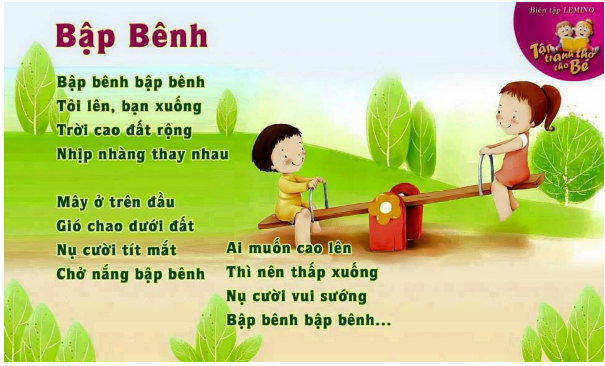 Bập Bênh
Biên tập LEMINO
Tập
tranh thơ
cho Bé
Bập bênh bập bênh
Tôi lên, bạn xuống
Trời cao đất rộng
Nhịp nhàng thay nhau
Mây ở trên đầu
Gió chao dưới đất
Nụ cười tít mắt
Chở nắng bập bênh
Ai muốn cao lên
Thì nên thấp xuống
Nụ cười vui sướng
Bập bênh bập bênh...